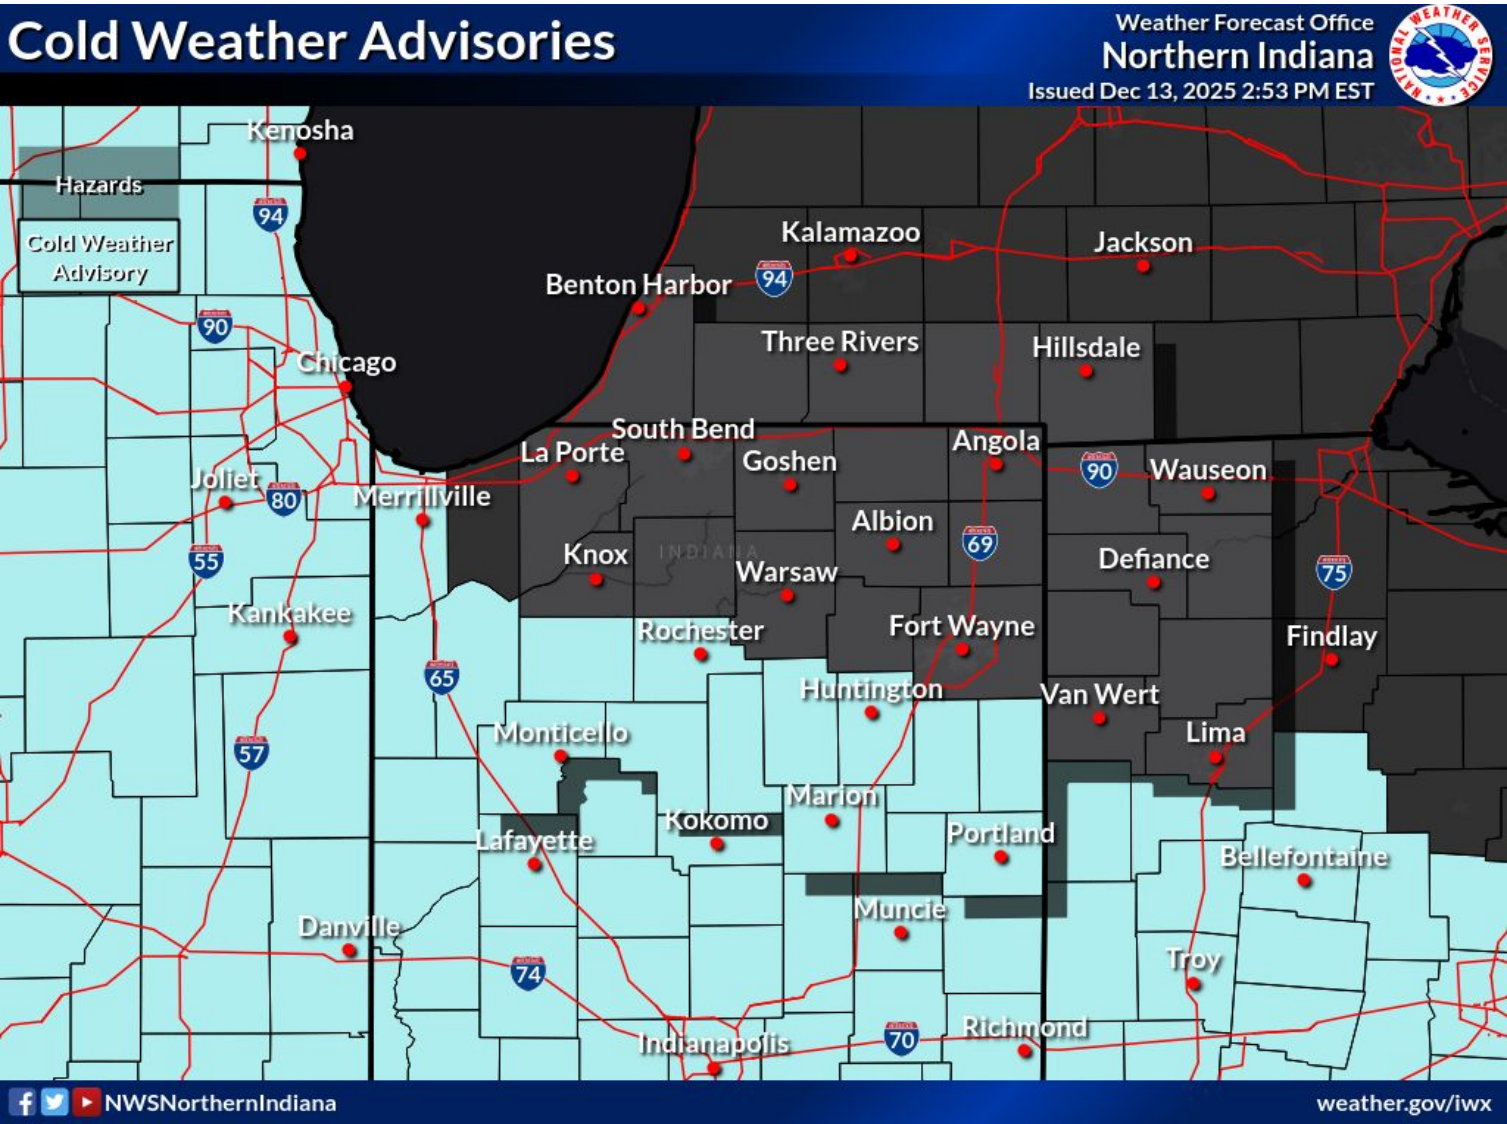 Cold Weather Advisories
Weather Forecast Office
Northern Indiana
Issued Dec 13, 2025 2:53 PM EST
NATIONAL WEATHER SERVICE
Kenosha
Hazards
94
Cold Weather
Advisory
Kalamazoo
Jackson
94
Benton Harbor
90
Three Rivers
Hillsdale
Chicago
South Bend
La Porte
Goshen
Angola
90
Wauseon
Joliet
80
Merrillville
Albion
69
55
Knox
INDIANA
Warsaw
Defiance
75
Kankakee
Rochester
Fort Wayne
Findlay
65
Huntington
Van Wert
57
Monticello
Lima
Marion
Kokomo
Lafayette
Portland
Bellefontaine
Danville
Muncie
74
Troy
Indianapolis
70
Richmond
NWSNorthernIndiana
weather.gov/iwx